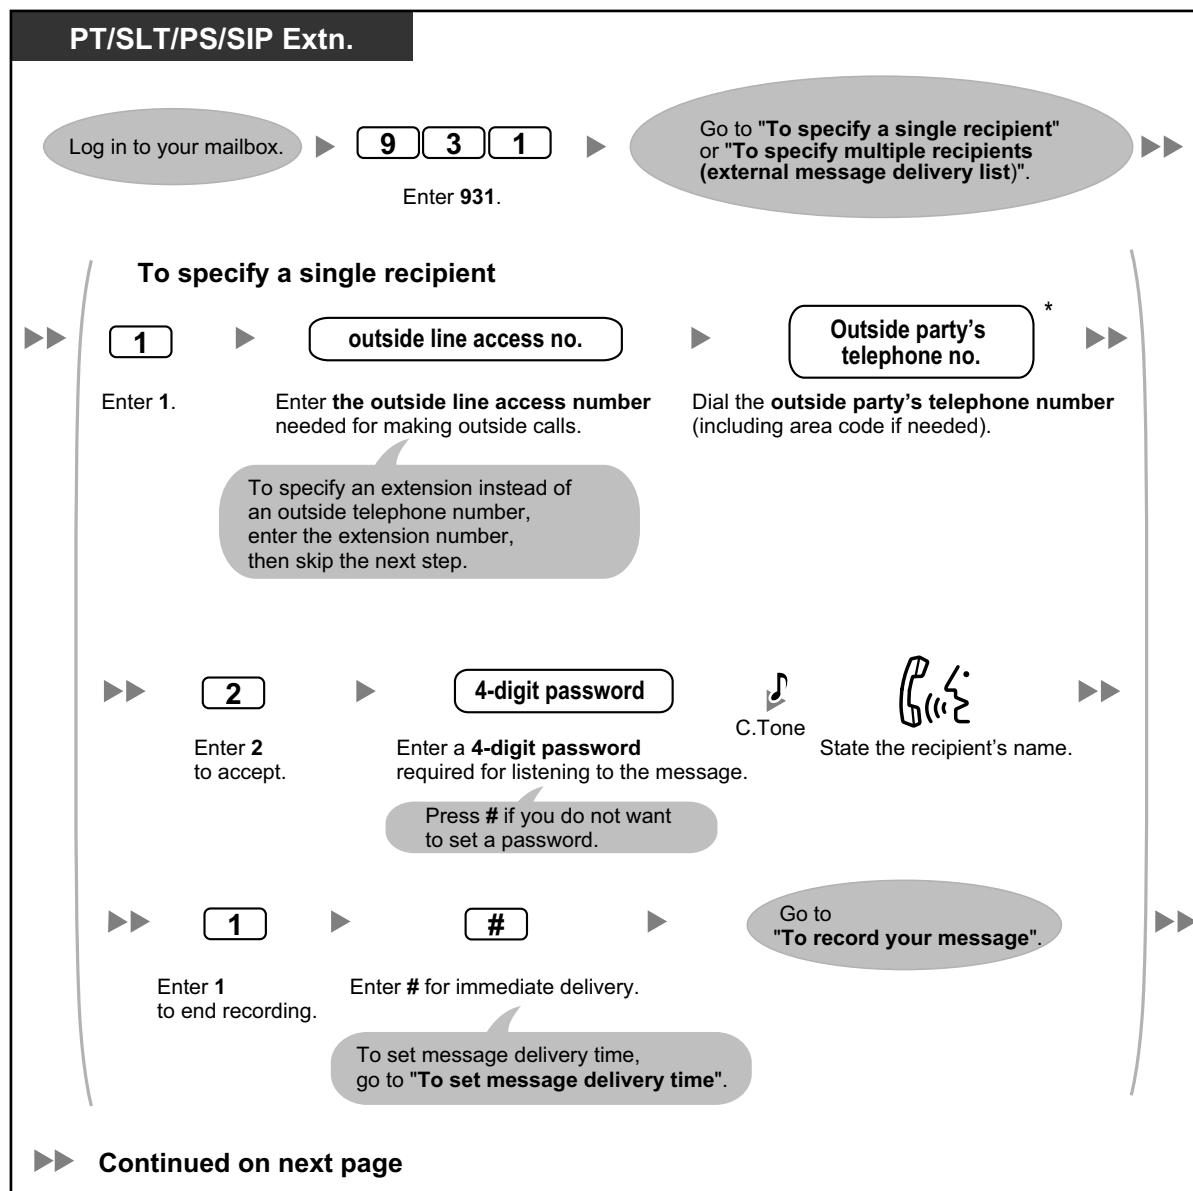 PT/SLT/PS/SIP Extn.
Log in to your mailbox.
9 3 1
Enter 931.
Go to "To specify a single recipient"
or "To specify multiple recipients
(external message delivery list)".
To specify a single recipient
1
Enter 1.
outside line access no.
Enter the outside line access number
needed for making outside calls.
To specify an extension instead of
an outside telephone number,
enter the extension number,
then skip the next step.
Outside party's
telephone no.
*
Dial the outside party's telephone number
(including area code if needed).
2
Enter 2
to accept.
4-digit password
Enter a 4-digit password
required for listening to the message.
Press # if you do not want
to set a password.
C.Tone
State the recipient's name.
1
Enter 1
to end recording.
#
Enter # for immediate delivery.
To set message delivery time,
go to "To set message delivery time".
Go to
"To record your message".
Continued on next page